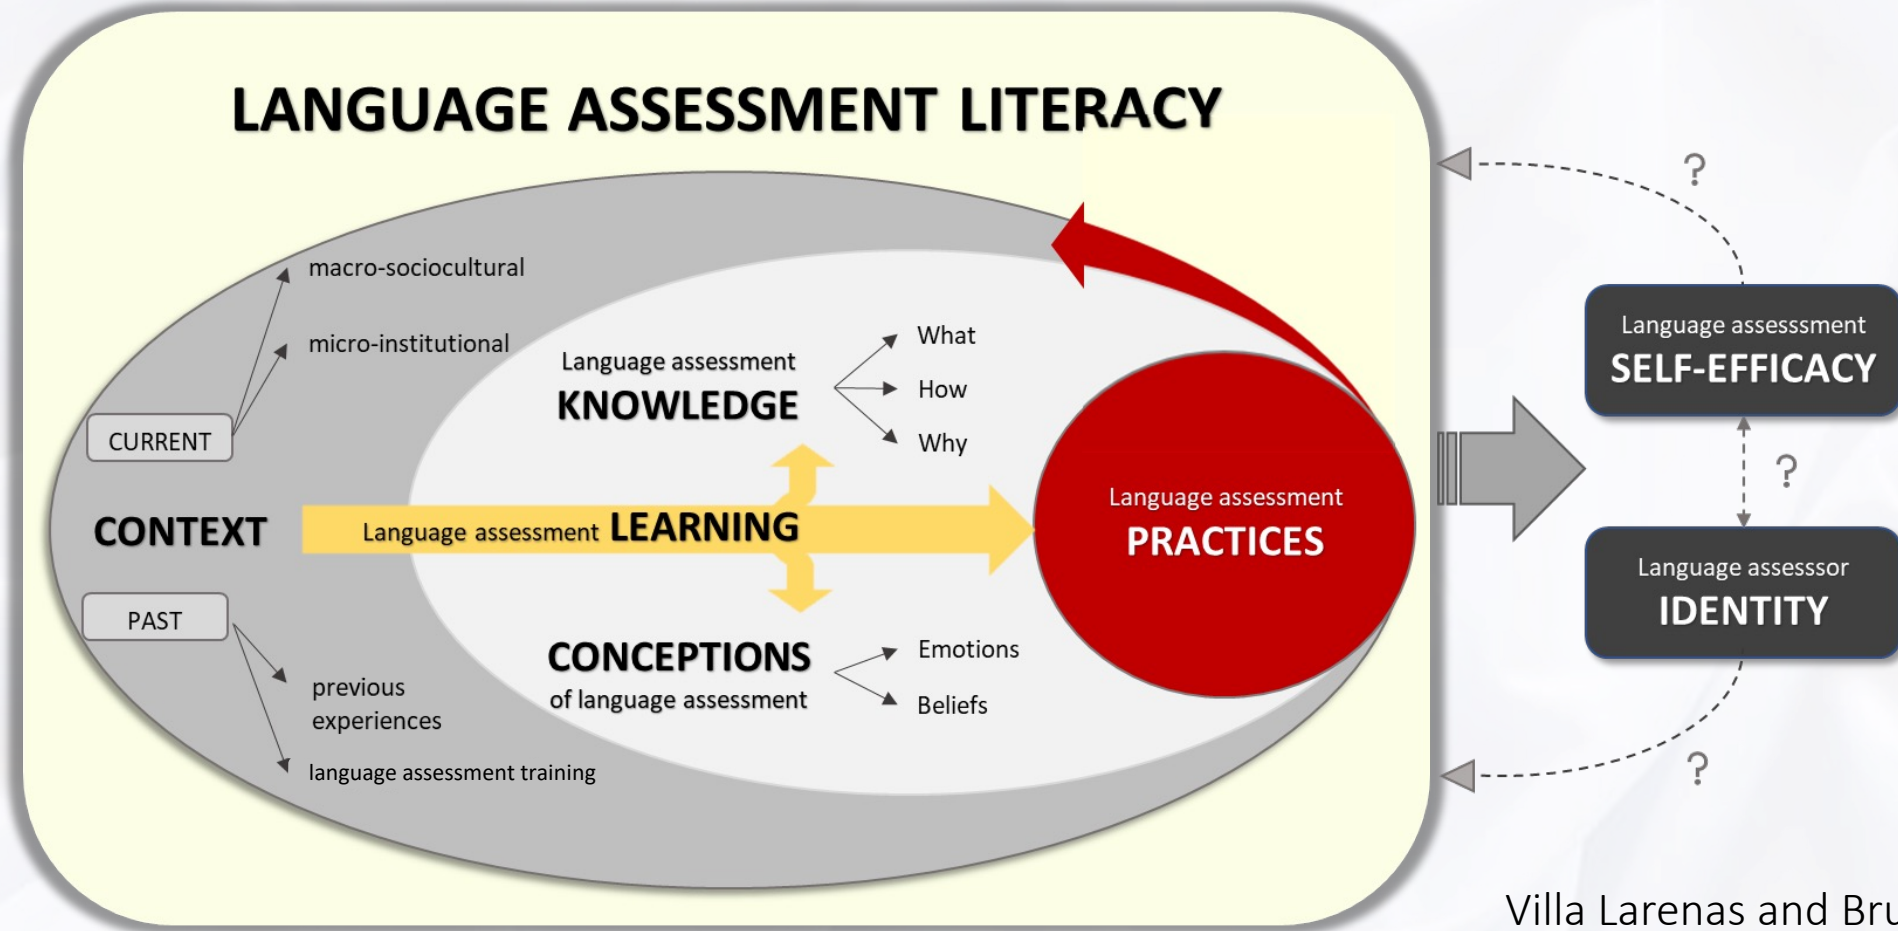 LANGUAGE ASSESSMENT LITERACY
macro-sociocultural
micro-institutional
CURRENT
CONTEXT
PAST
previous
experiences
language assessment training
Language assessment
KNOWLEDGE
What
How
Why
Language assessment LEARNING
CONCEPTIONS
of language assessment
Emotions
Beliefs
Language assessment
PRACTICES
?
Language assesssment
SELF-EFFICACY
?
Language assesssor
IDENTITY
?
Villa Larenas and